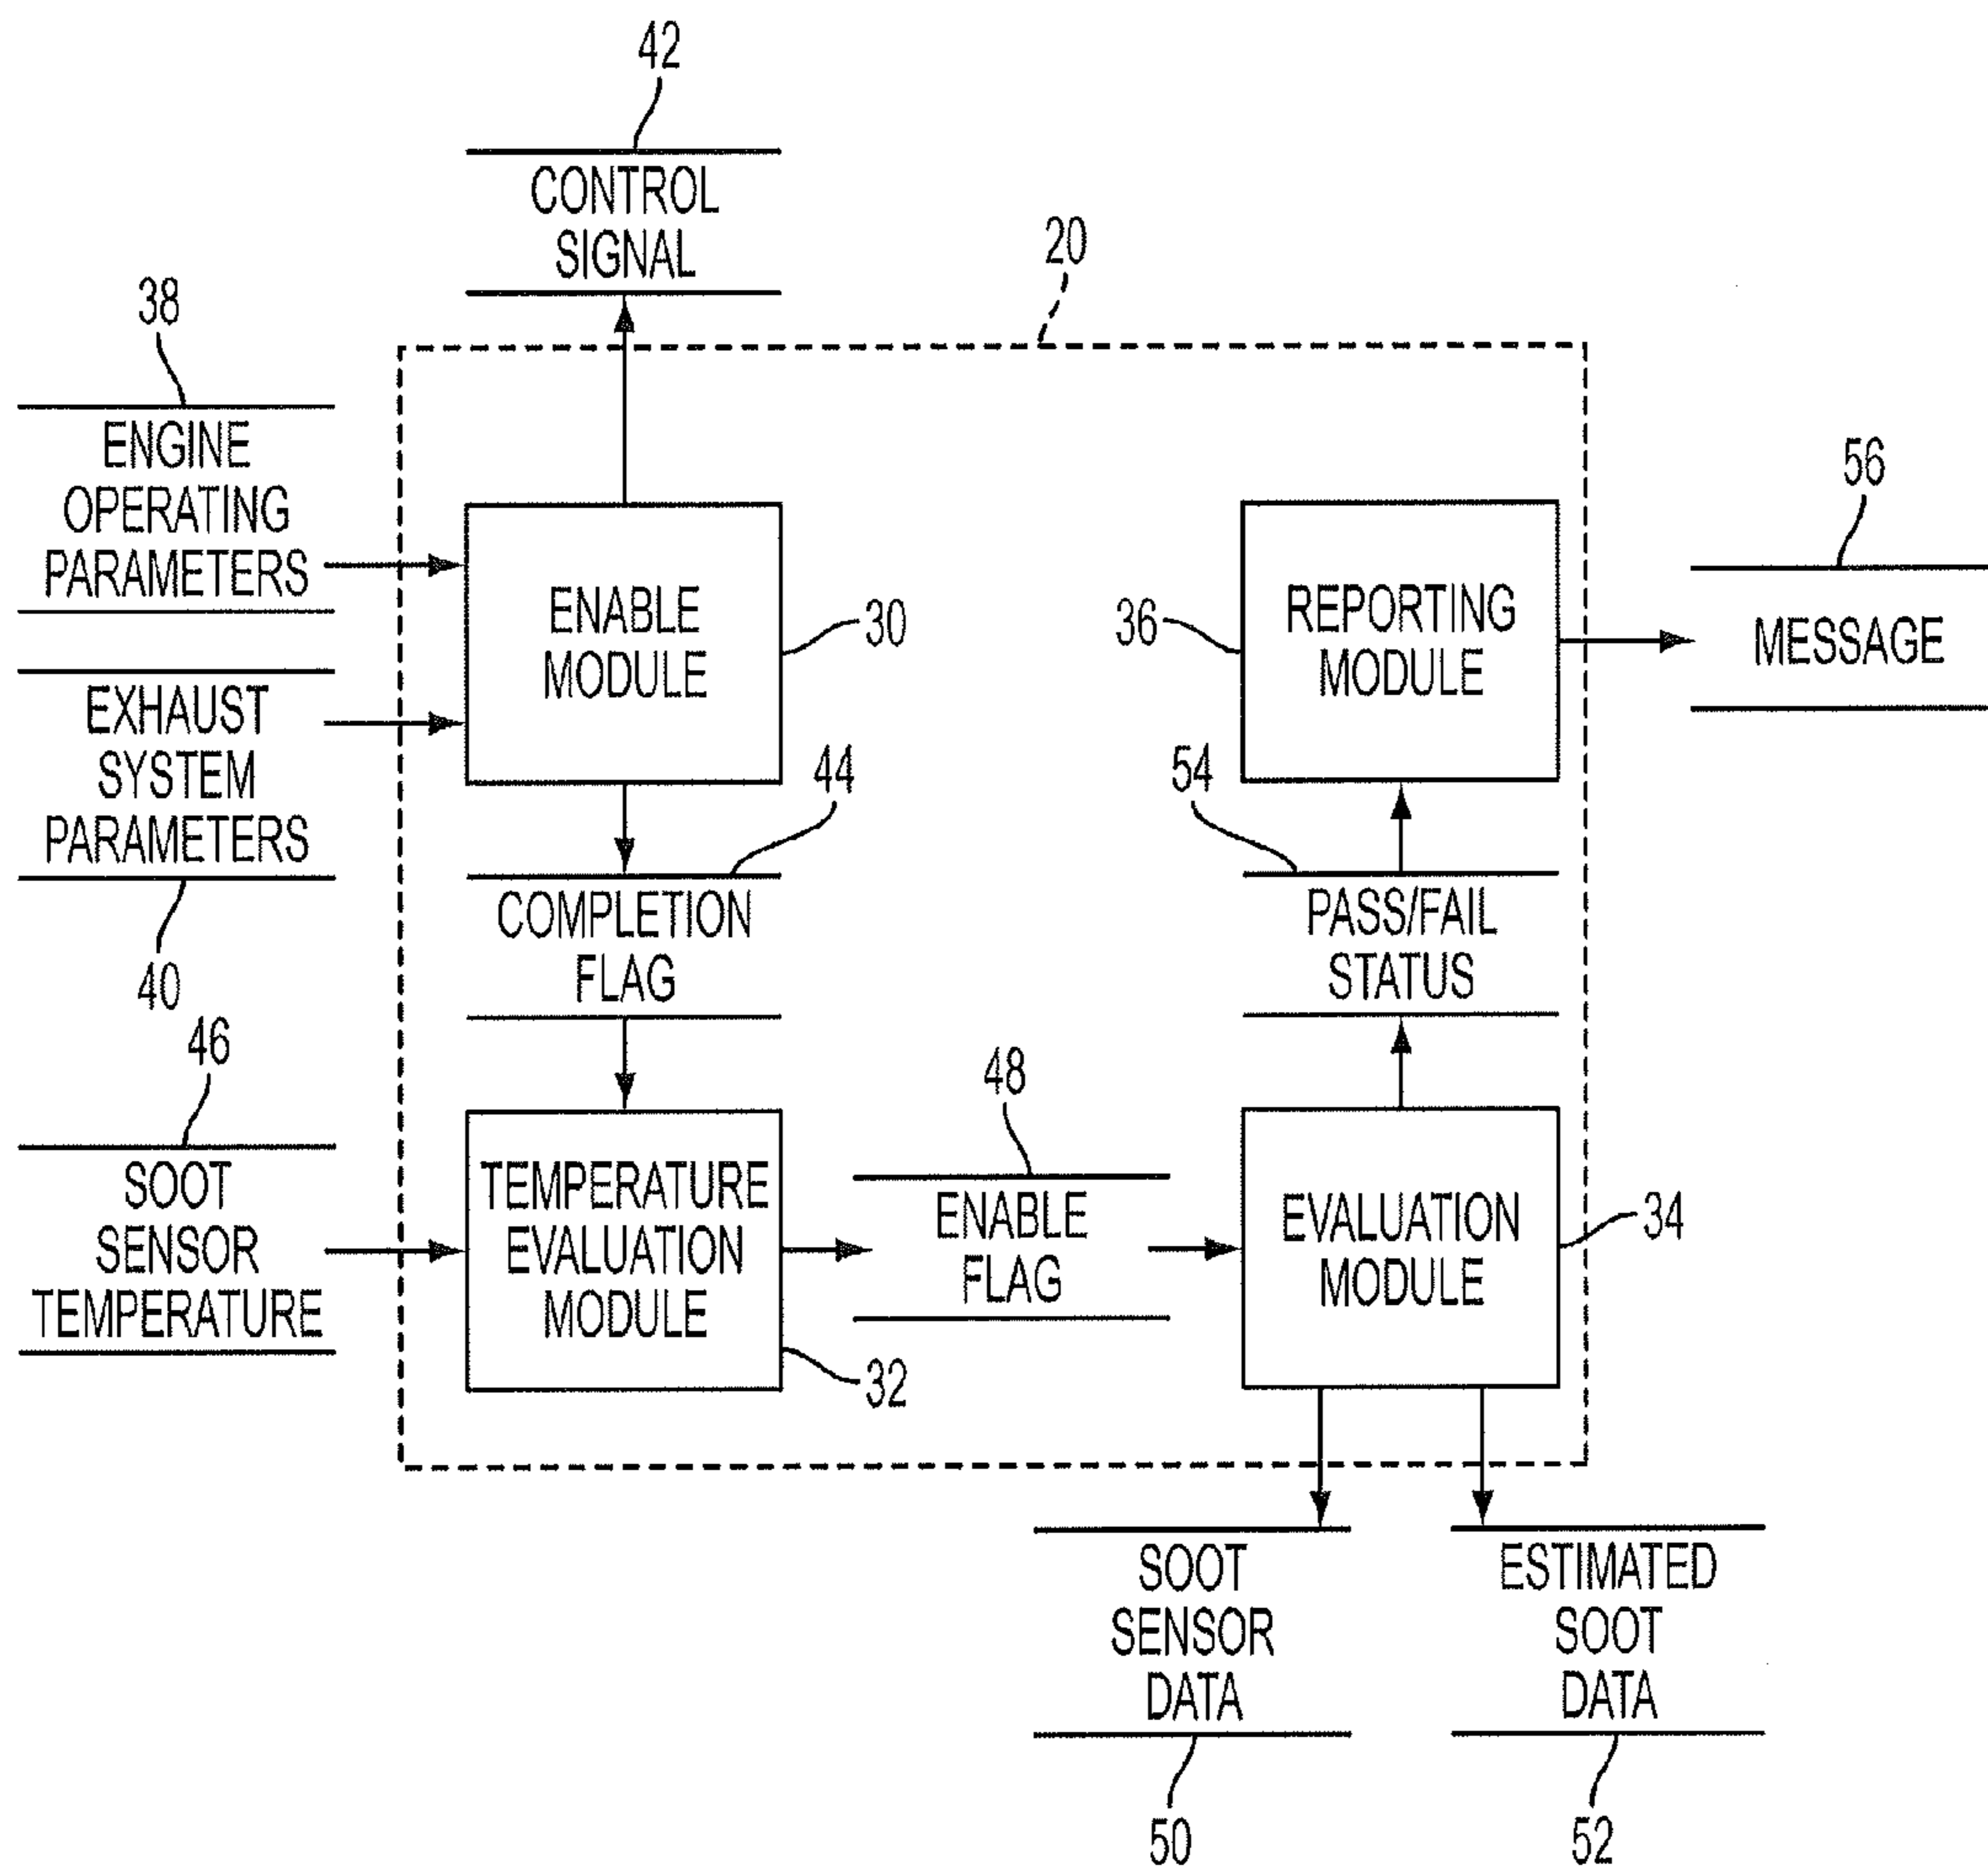 42
CONTROL
SIGNAL
20
38
ENGINE
OPERATING
PARAMETERS
56
ENABLE
MODULE
30
36
REPORTING
MODULE
MESSAGE
EXHAUST
SYSTEM
PARAMETERS
40
44
54
COMPLETION
FLAG
PASS/FAIL
STATUS
46
SOOT
SENSOR
TEMPERATURE
48
TEMPERATURE
EVALUATION
MODULE
32
ENABLE
FLAG
EVALUATION
MODULE
34
SOOT
SENSOR
DATA
50
ESTIMATED
SOOT
DATA
52